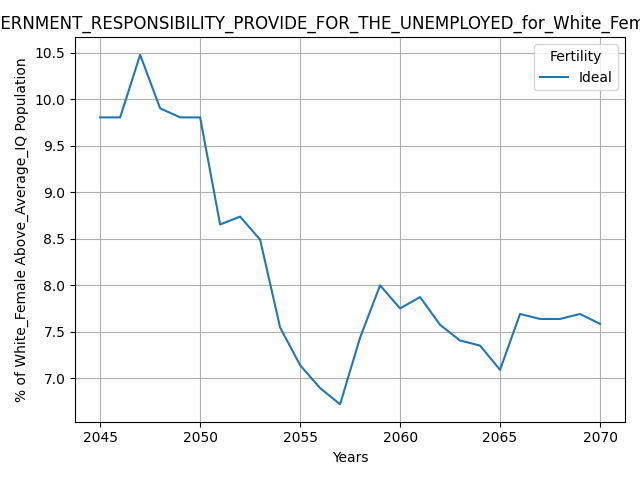 ERNMENT_RESPONSIBILITY_PROVIDE_FOR_THE_UNEMPLOYED_for_White_Fem
Fertility
Ideal
% of White_Female Above_Average_IQ Population
10.5
10.0
9.5
9.0
8.5
8.0
7.5
7.0
2045 2050 2055 2060 2065 2070
Years